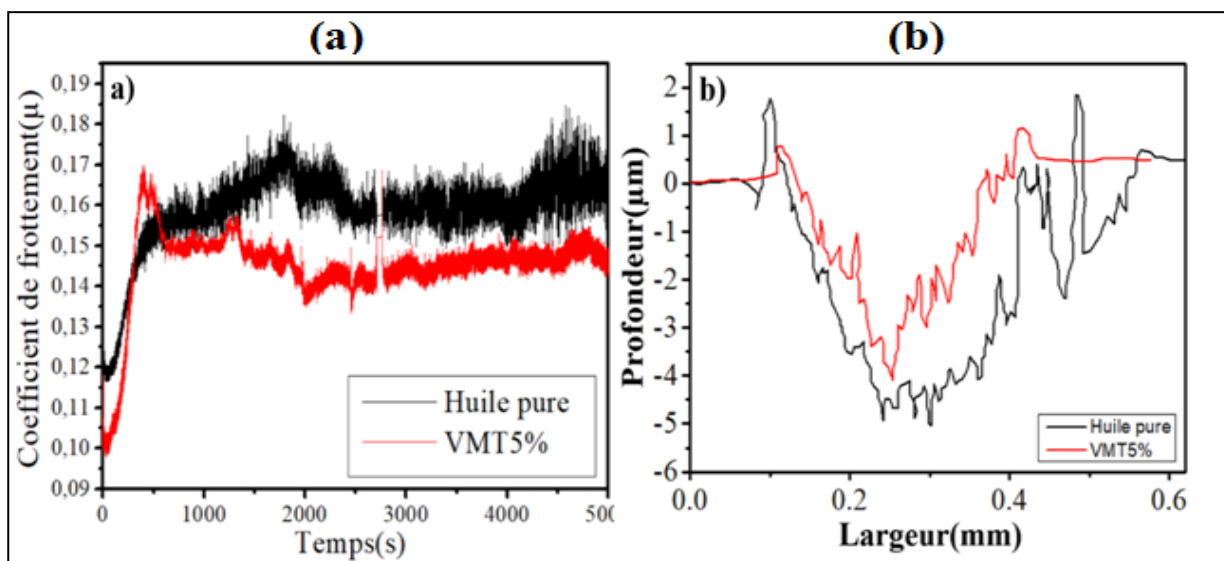 (a)
(b)
a)
Coefficient de frottement(μ)
0,19
0,18
0,17
0,16
0,15
0,14
0,13
0,12
0,11
0,10
0,09
0
1000
2000
3000
4000
500
Temps(s)
Huile pure
VMT5%
b)
Profondeur(μm)
2
1
0
-1
-2
-3
-4
-5
-6
0.0
0.2
0.4
0.6
Largeur(mm)
Huile pure
VMT5%